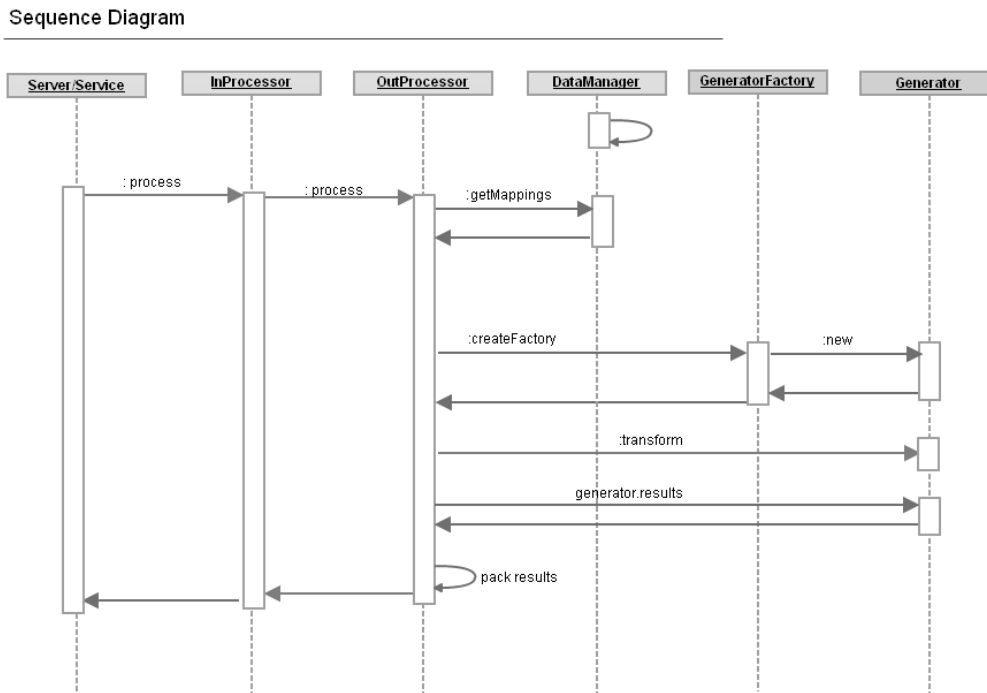 Sequence Diagram
Server/Service
InProcessor
OutProcessor
DataManager
GeneratorFactory
Generator
: process
: process
:getMappings
:createFactory
:new
:transform
generator.results
pack results